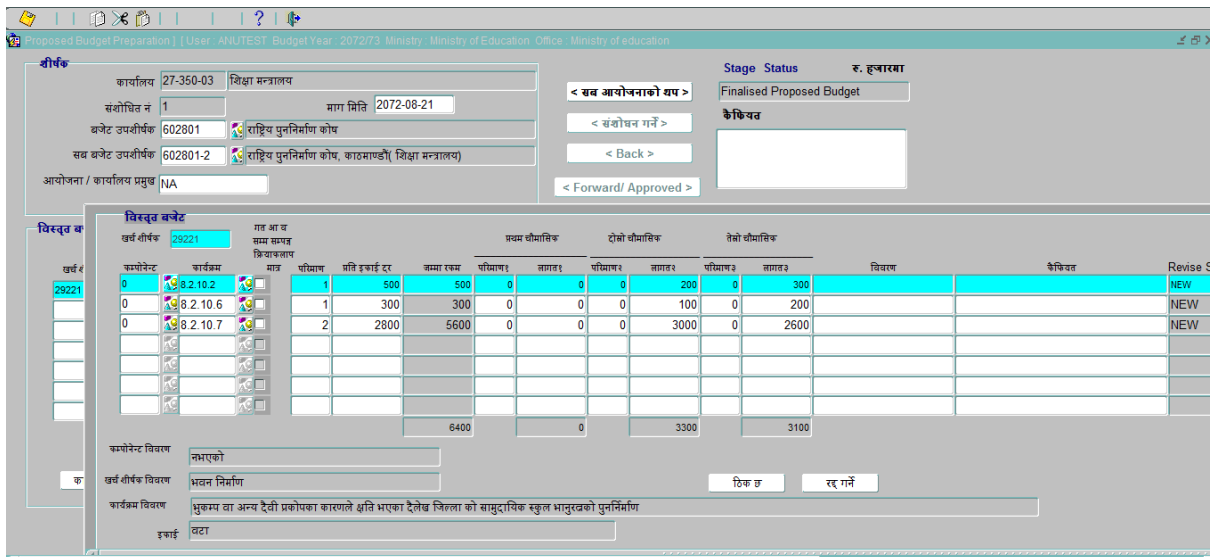 Proposed Budget Preparation ] [ User : ANUTEST Budget Year : 2072/73 Ministry : Ministry of Education Office : Ministry of education
शीर्षक
कार्यालय 27-350-03 शिक्षा मन्त्रालय
संशोधित नं 1 माग मिति 2072-08-21
बजेट उपशीर्षक 602801 राष्ट्रिय पुननिर्माण कोष
सब बजेट उपशीर्षक 602801-2 राष्ट्रिय पुननिर्माण कोष, काठमाण्डौं( शिक्षा मन्त्रालय)
आयोजना / कार्यालय प्रमुख NA
< सब आयोजनाको थप >
< संशोधन गर्ने >
< Back >
< Forward/ Approved >
Stage Status रु. हजारमा
Finalised Proposed Budget
कैफियत
विस्तृत ब
खर्च
29221
विस्तृत बजेट
खर्च शीर्षक 29221
गत आ व
सम्म सम्पन्न
क्रियाकलाप
मात्र
प्रथम चौमासिक दोस्रो चौमासिक तेस्रो चौमासिक
कम्पोनेन्ट कार्यक्रम परिमाण प्रति इकाई दर जम्मा रकम परिमाण१ लागत१ परिमाण२ लागत२ परिमाण३ लागत३ विवरण कैफियत Revise S
0 8.2.10.2 1 500 500 0 0 0 200 0 300 NEW
0 8.2.10.6 1 300 300 0 0 0 100 0 200 NEW
0 8.2.10.7 2 2800 5600 0 0 0 3000 0 2600 NEW
6400 0 3300 3100
कम्पोनेन्ट विवरण नभएको
खर्च शीर्षक विवरण भवन निर्माण
ठिक छ रद्द गर्ने
कार्यक्रम विवरण भुकम्प वा अन्य दैवी प्रकोपका कारणले क्षति भएका दैलेख जिल्ला को सामुदायिक स्कुल भानुरत्नको पुनर्निर्माण
इकाई वटा